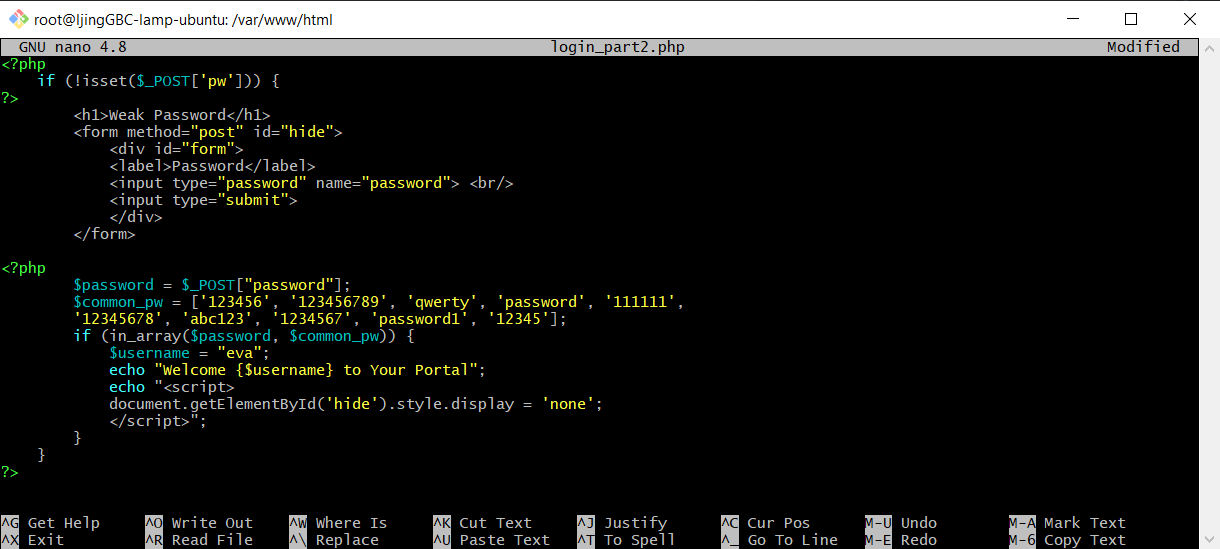 root@ljingGBC-lamp-ubuntu: /var/www/html
GNU nano 4.8 login_part2.php Modified
<?php
    if (!isset($_POST['pw'])) {
?>
        <h1>Weak Password</h1>
        <form method="post" id="hide">
            <div id="form">
            <label>Password</label>
            <input type="password" name="password"> <br/>
            <input type="submit">
            </div>
        </form>

<?php
        $password = $_POST["password"];
        $common_pw = ['123456', '123456789', 'qwerty', 'password', '111111',
        '12345678', 'abc123', '1234567', 'password1', '12345'];
        if (in_array($password, $common_pw)) {
            $username = "eva";
            echo "Welcome {$username} to Your Portal";
            echo "<script>
            document.getElementById('hide').style.display = 'none';
            </script>";
        }
    }
?>
^G Get Help ^O Write Out ^W Where Is ^K Cut Text ^J Justify ^C Cur Pos M-U Undo M-A Mark Text
^X Exit ^R Read File ^\ Replace ^U Paste Text ^T To Spell ^_ Go To Line M-E Redo M-6 Copy Text